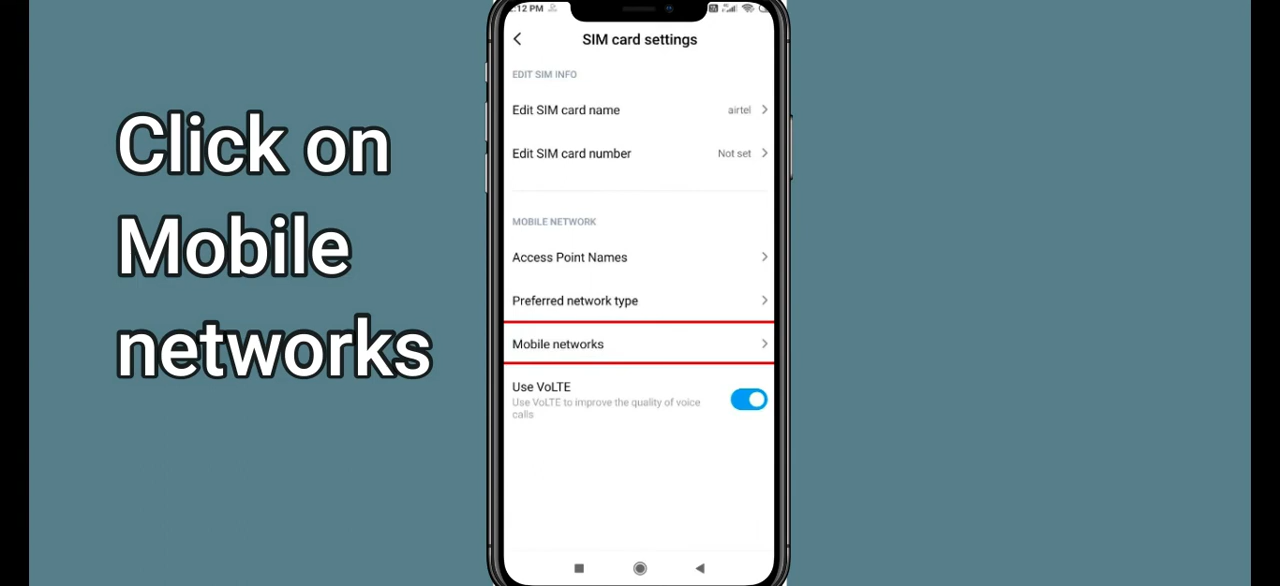 Click on
Mobile
networks
:12 PM
SIM card settings
EDIT SIM INFO
Edit SIM card name
airtel
Edit SIM card number
Not set
MOBILE NETWORK
Access Point Names
Preferred network type
Mobile networks
Use VoLTE
Use VoLTE to improve the quality of voice
calls